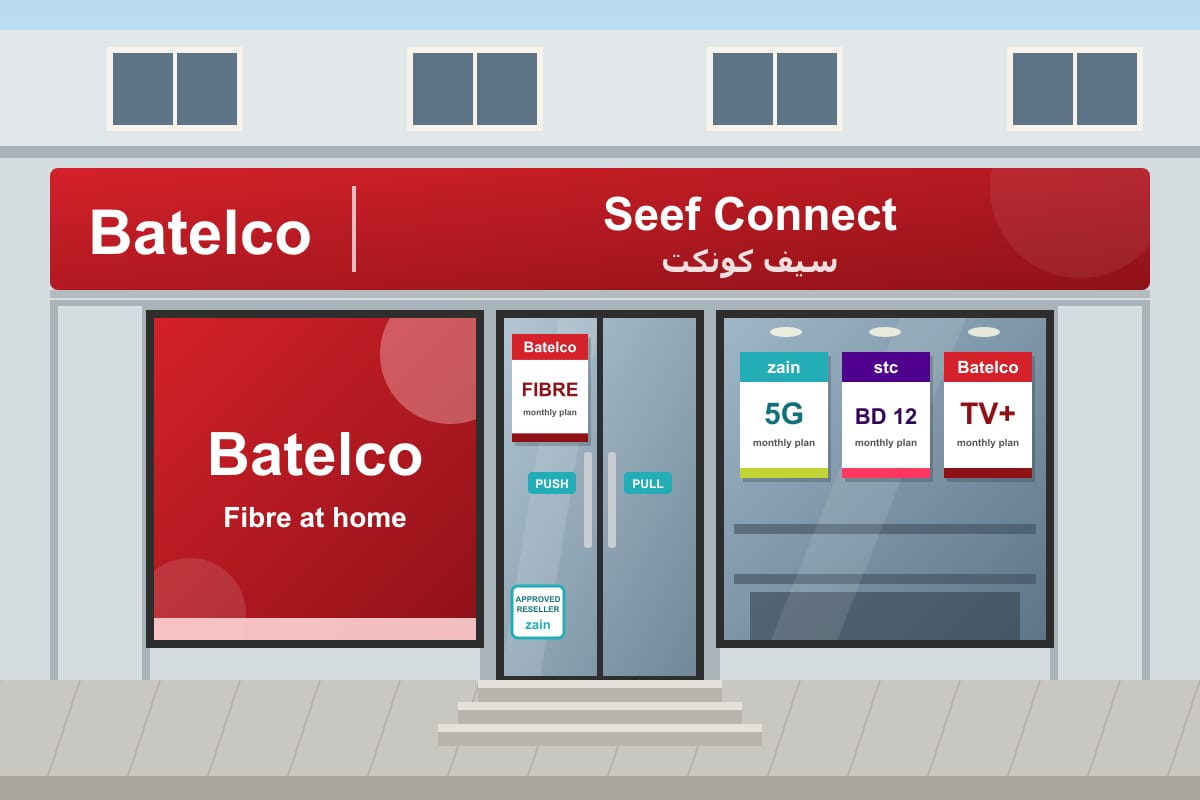 Batelco
Seef Connect
سيف كونكت
Batelco
Fibre at home
Batelco
FIBRE
monthly plan
PUSH
PULL
APPROVED
RESELLER
zain
zain
5G
monthly plan
stc
BD 12
monthly plan
Batelco
TV+
monthly plan